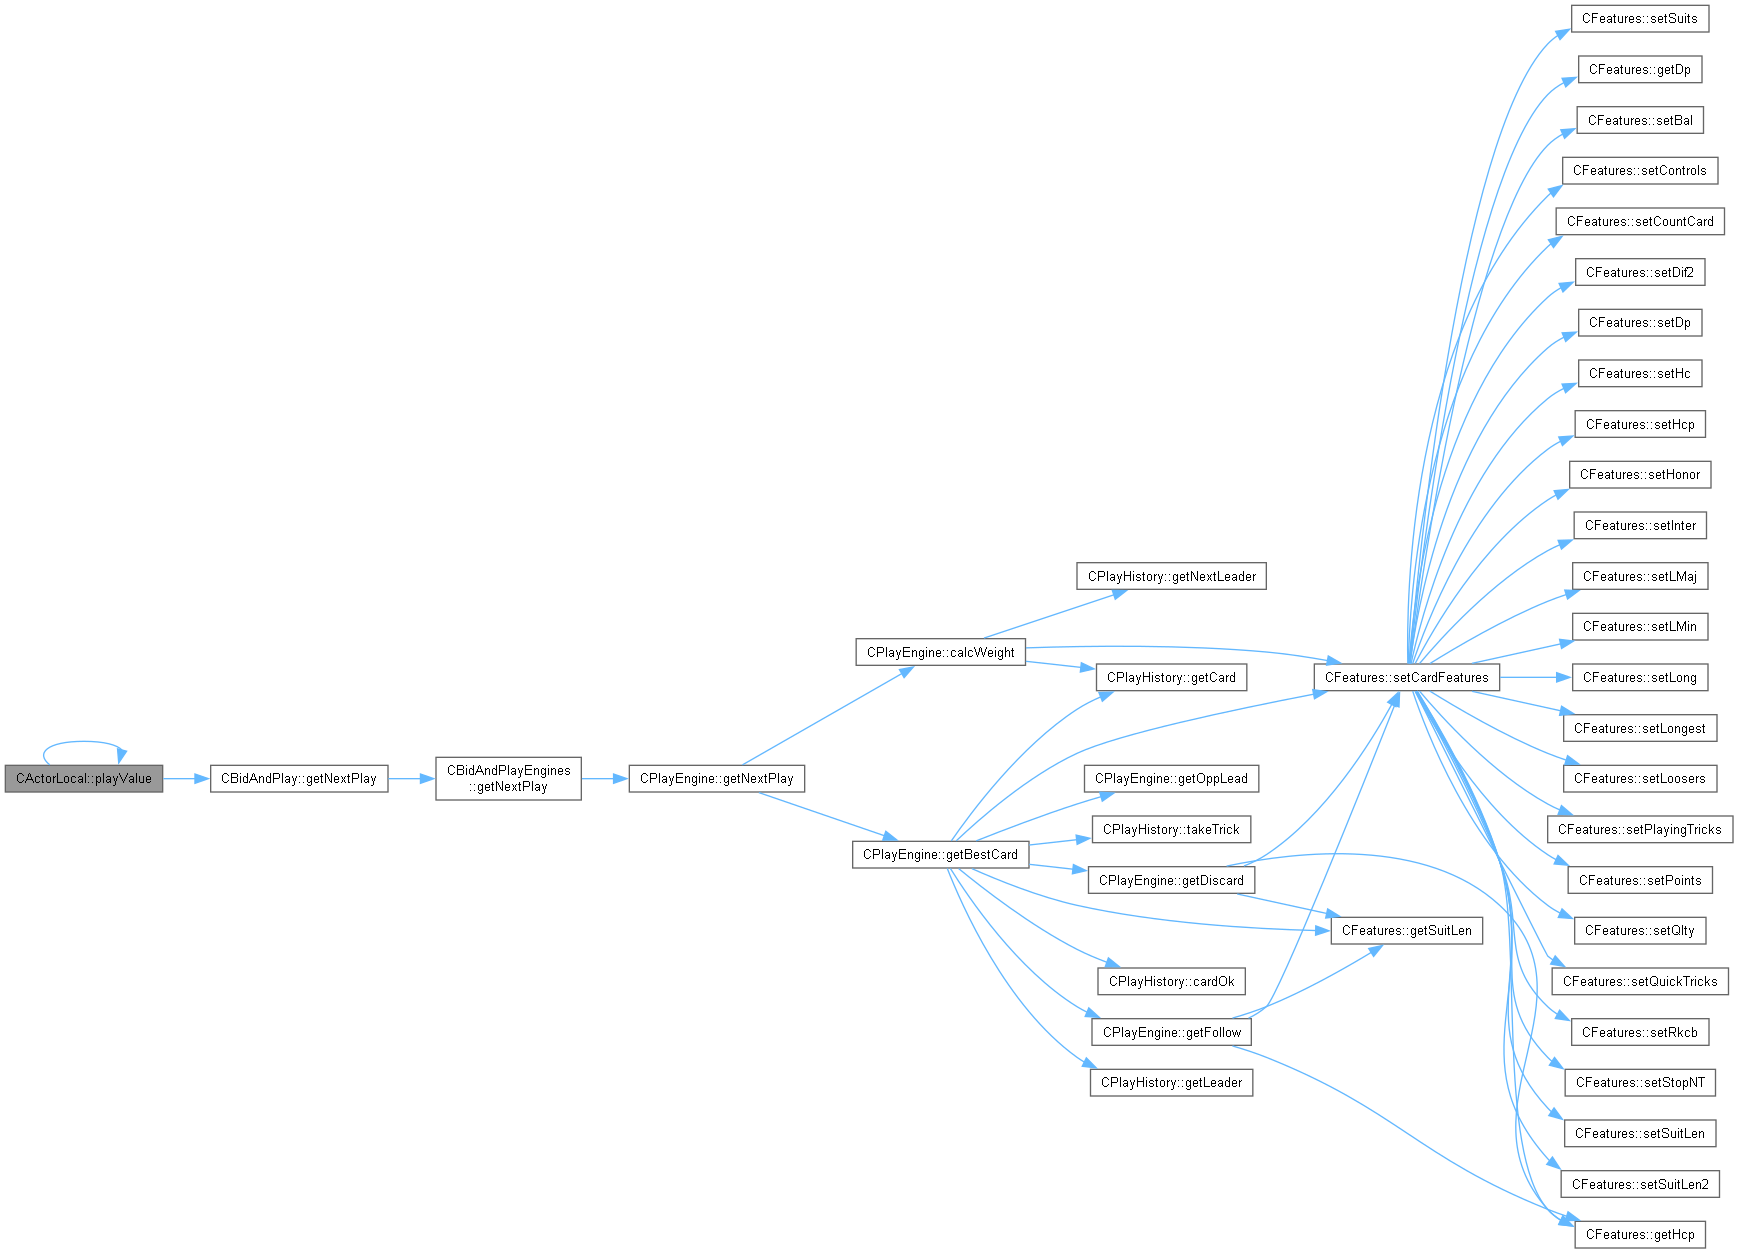 CActorLocal::playValue
CBidAndPlay::getNextPlay
CBidAndPlayEngines
::getNextPlay
CPlayEngine::getNextPlay
CPlayEngine::calcWeight
CPlayEngine::getBestCard
CPlayHistory::getNextLeader
CPlayHistory::getCard
CPlayEngine::getOppLead
CPlayHistory::takeTrick
CPlayEngine::getDiscard
CPlayHistory::cardOk
CPlayEngine::getFollow
CPlayHistory::getLeader
CFeatures::setCardFeatures
CFeatures::getSuitLen
CFeatures::setSuits
CFeatures::getDp
CFeatures::setBal
CFeatures::setControls
CFeatures::setCountCard
CFeatures::setDif2
CFeatures::setDp
CFeatures::setHc
CFeatures::setHcp
CFeatures::setHonor
CFeatures::setInter
CFeatures::setLMaj
CFeatures::setLMin
CFeatures::setLong
CFeatures::setLongest
CFeatures::setLoosers
CFeatures::setPlayingTricks
CFeatures::setPoints
CFeatures::setQlty
CFeatures::setQuickTricks
CFeatures::setRkcb
CFeatures::setStopNT
CFeatures::setSuitLen
CFeatures::setSuitLen2
CFeatures::getHcp